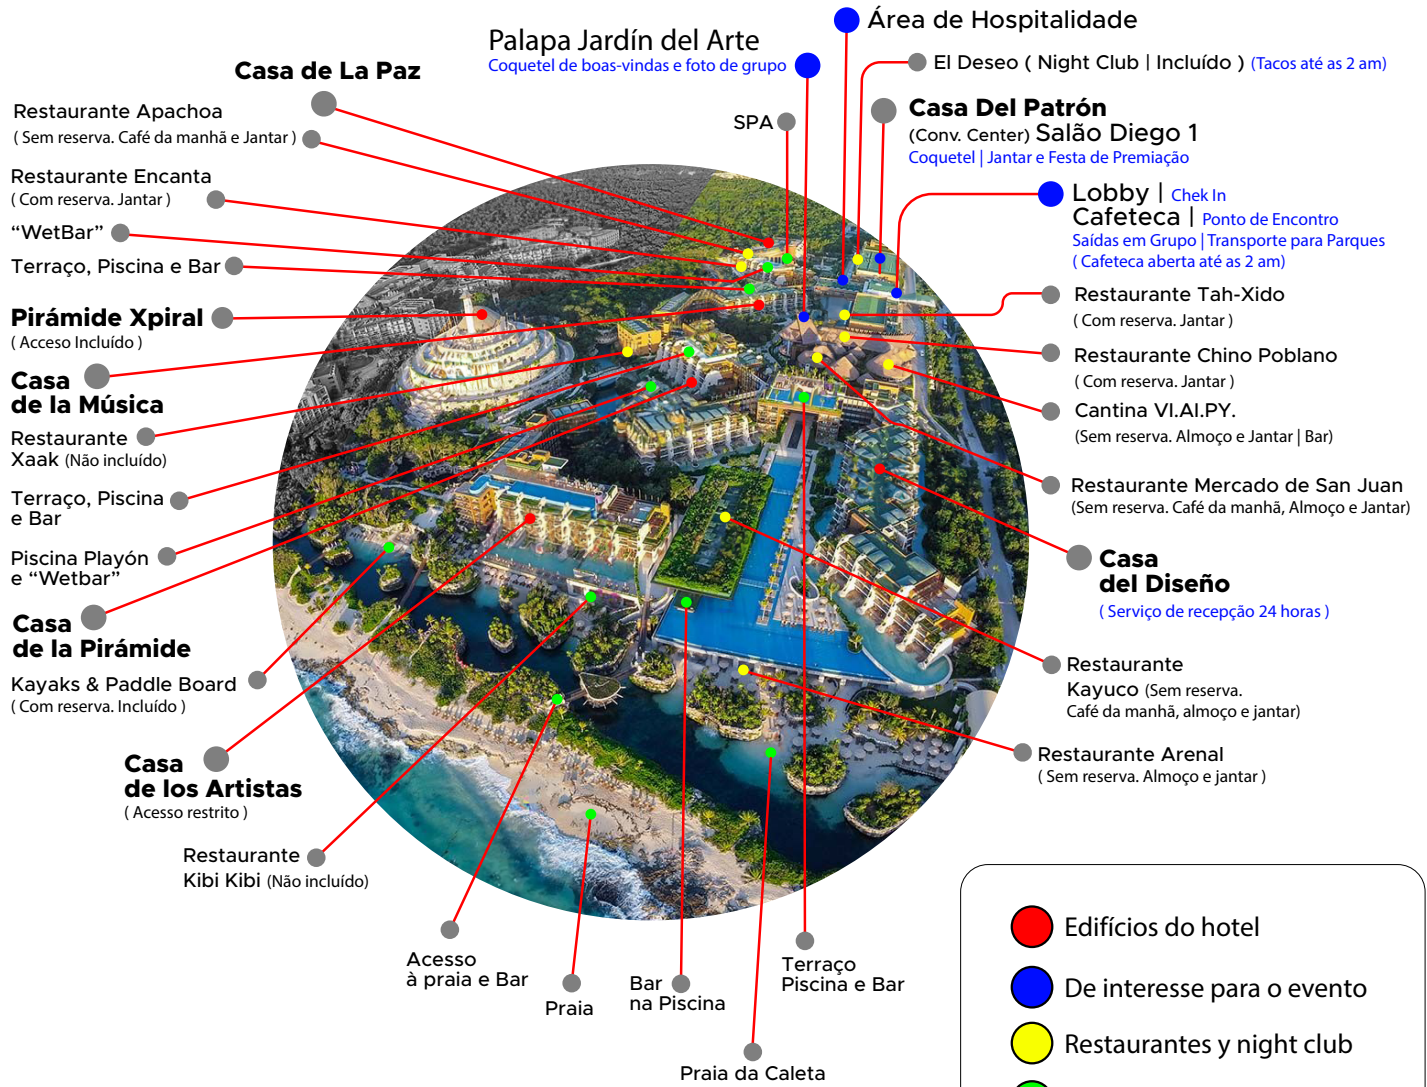 Área de Hospitalidade
Palapa Jardín del Arte
Coquetel de boas-vindas e foto de grupo
El Deseo ( Night Club | Incluído ) (Tacos até as 2 am)
Casa de La Paz
Casa Del Patrón
(Conv. Center) Salão Diego 1
Coquetel | Jantar e Festa de Premiação
Restaurante Apachoa
( Sem reserva. Café da manhã e Jantar )
SPA
Restaurante Encanta
( Com reserva. Jantar )
Lobby | Chek In
Cafeteca | Ponto de Encontro
Saídas em Grupo | Transporte para Parques
( Cafeteca aberta até as 2 am)
“WetBar”
Terraço, Piscina e Bar
Restaurante Tah-Xido
( Com reserva. Jantar )
Pirámide Xpiral
( Acceso Incluído )
Restaurante Chino Poblano
( Com reserva. Jantar )
Casa
de la Música
Cantina VI.AI.PY.
(Sem reserva. Almoço e Jantar | Bar)
Restaurante
Xaak (Não incluído)
Restaurante Mercado de San Juan
(Sem reserva. Café da manhã, Almoço e Jantar)
Terraço, Piscina
e Bar
Piscina Playón
e “Wetbar”
Casa
del Diseño
( Serviço de recepção 24 horas )
Casa
de la Pirámide
Restaurante
Kayuco (Sem reserva.
Café da manhã, almoço e jantar)
Kayaks & Paddle Board
( Com reserva. Incluído )
Restaurante Arenal
( Sem reserva. Almoço e jantar )
Casa
de los Artistas
( Acesso restrito )
Restaurante
Kibi Kibi (Não incluído)
Acesso
à praia e Bar
Praia
Bar
na Piscina
Terraço
Piscina e Bar
Praia da Caleta
Edifícios do hotel
De interesse para o evento
Restaurantes y night club